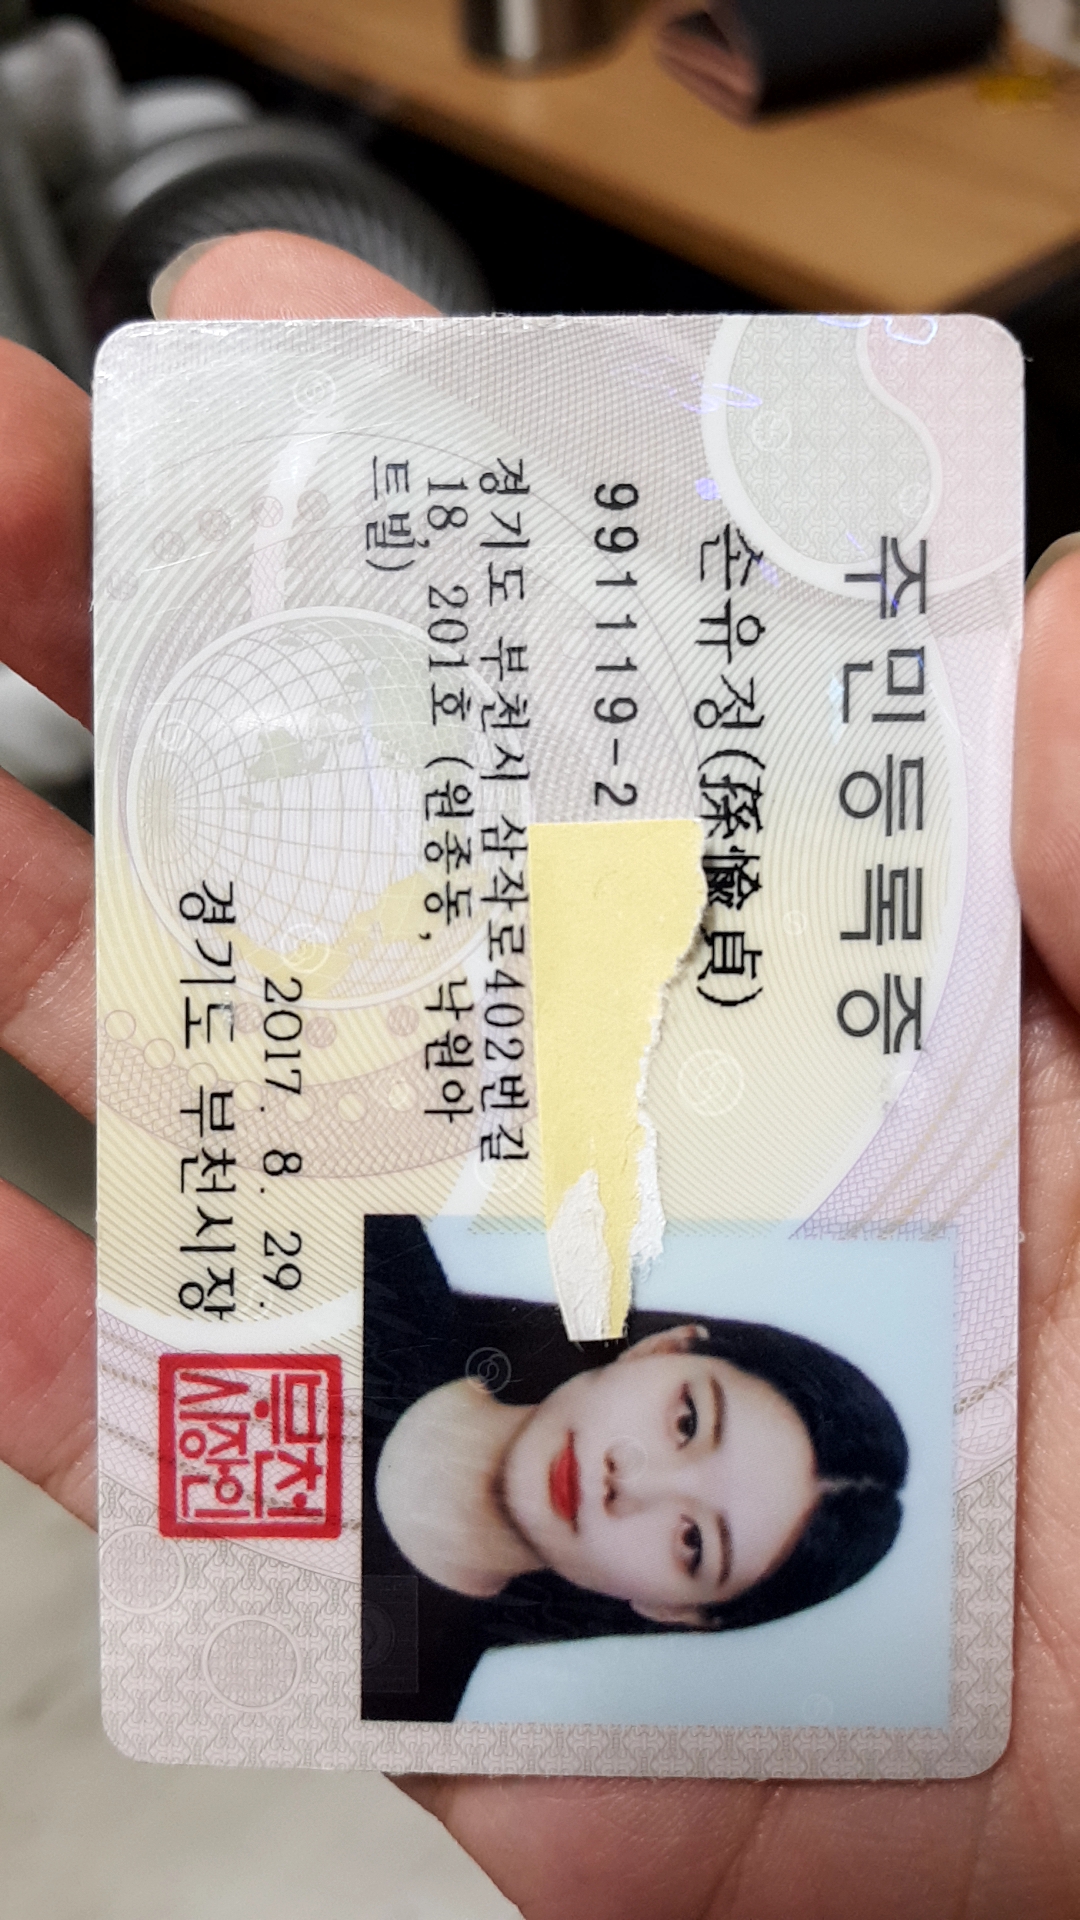 주민등록증
손유정(孫愉貞)
991119-2
경기도 부천시 삼작로402번길
18, 201호 (원종동, 낙원아
트빌)
2017. 8. 29.
경기도 부천시장
부천
시장인